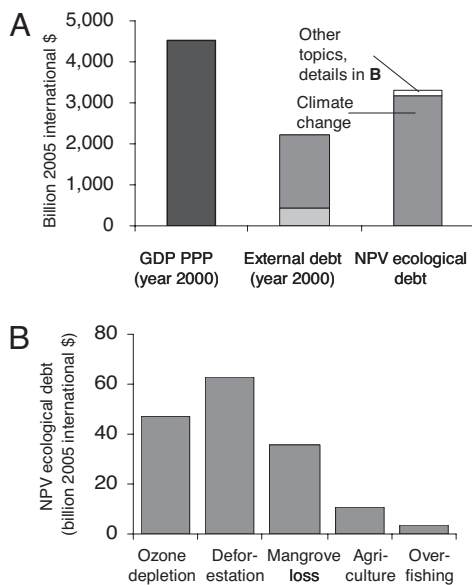 A
Billion 2005 international $
5,000
4,000
3,000
2,000
1,000
0
Other
topics,
details in B
Climate
change
GDP PPP
(year 2000)
External debt
(year 2000)
NPV ecological
debt
B
NPV ecological debt
(billion 2005 international $)
80
60
40
20
0
Ozone
depletion
Defor-
estation
Mangrove
loss
Agri-
culture
Over-
fishing